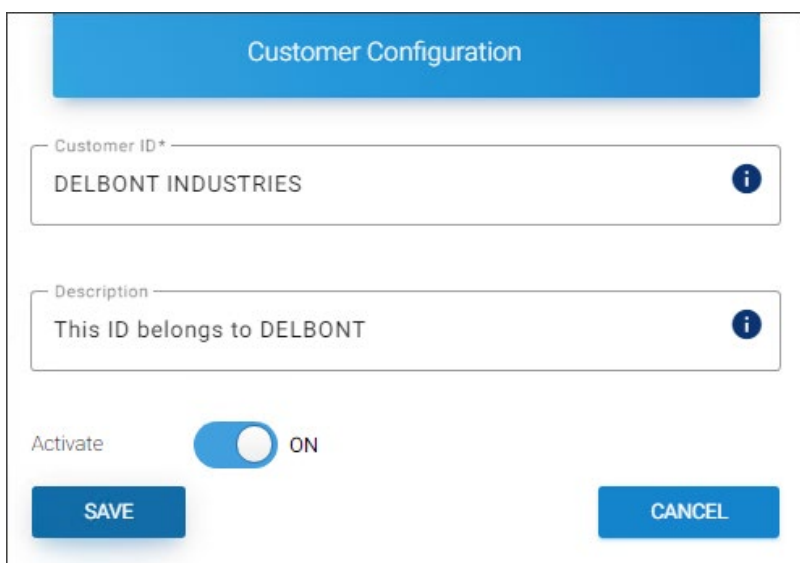 Customer Configuration
Customer ID*
DELBONT INDUSTRIES
Description
This ID belongs to DELBONT
Activate ON
SAVE CANCEL